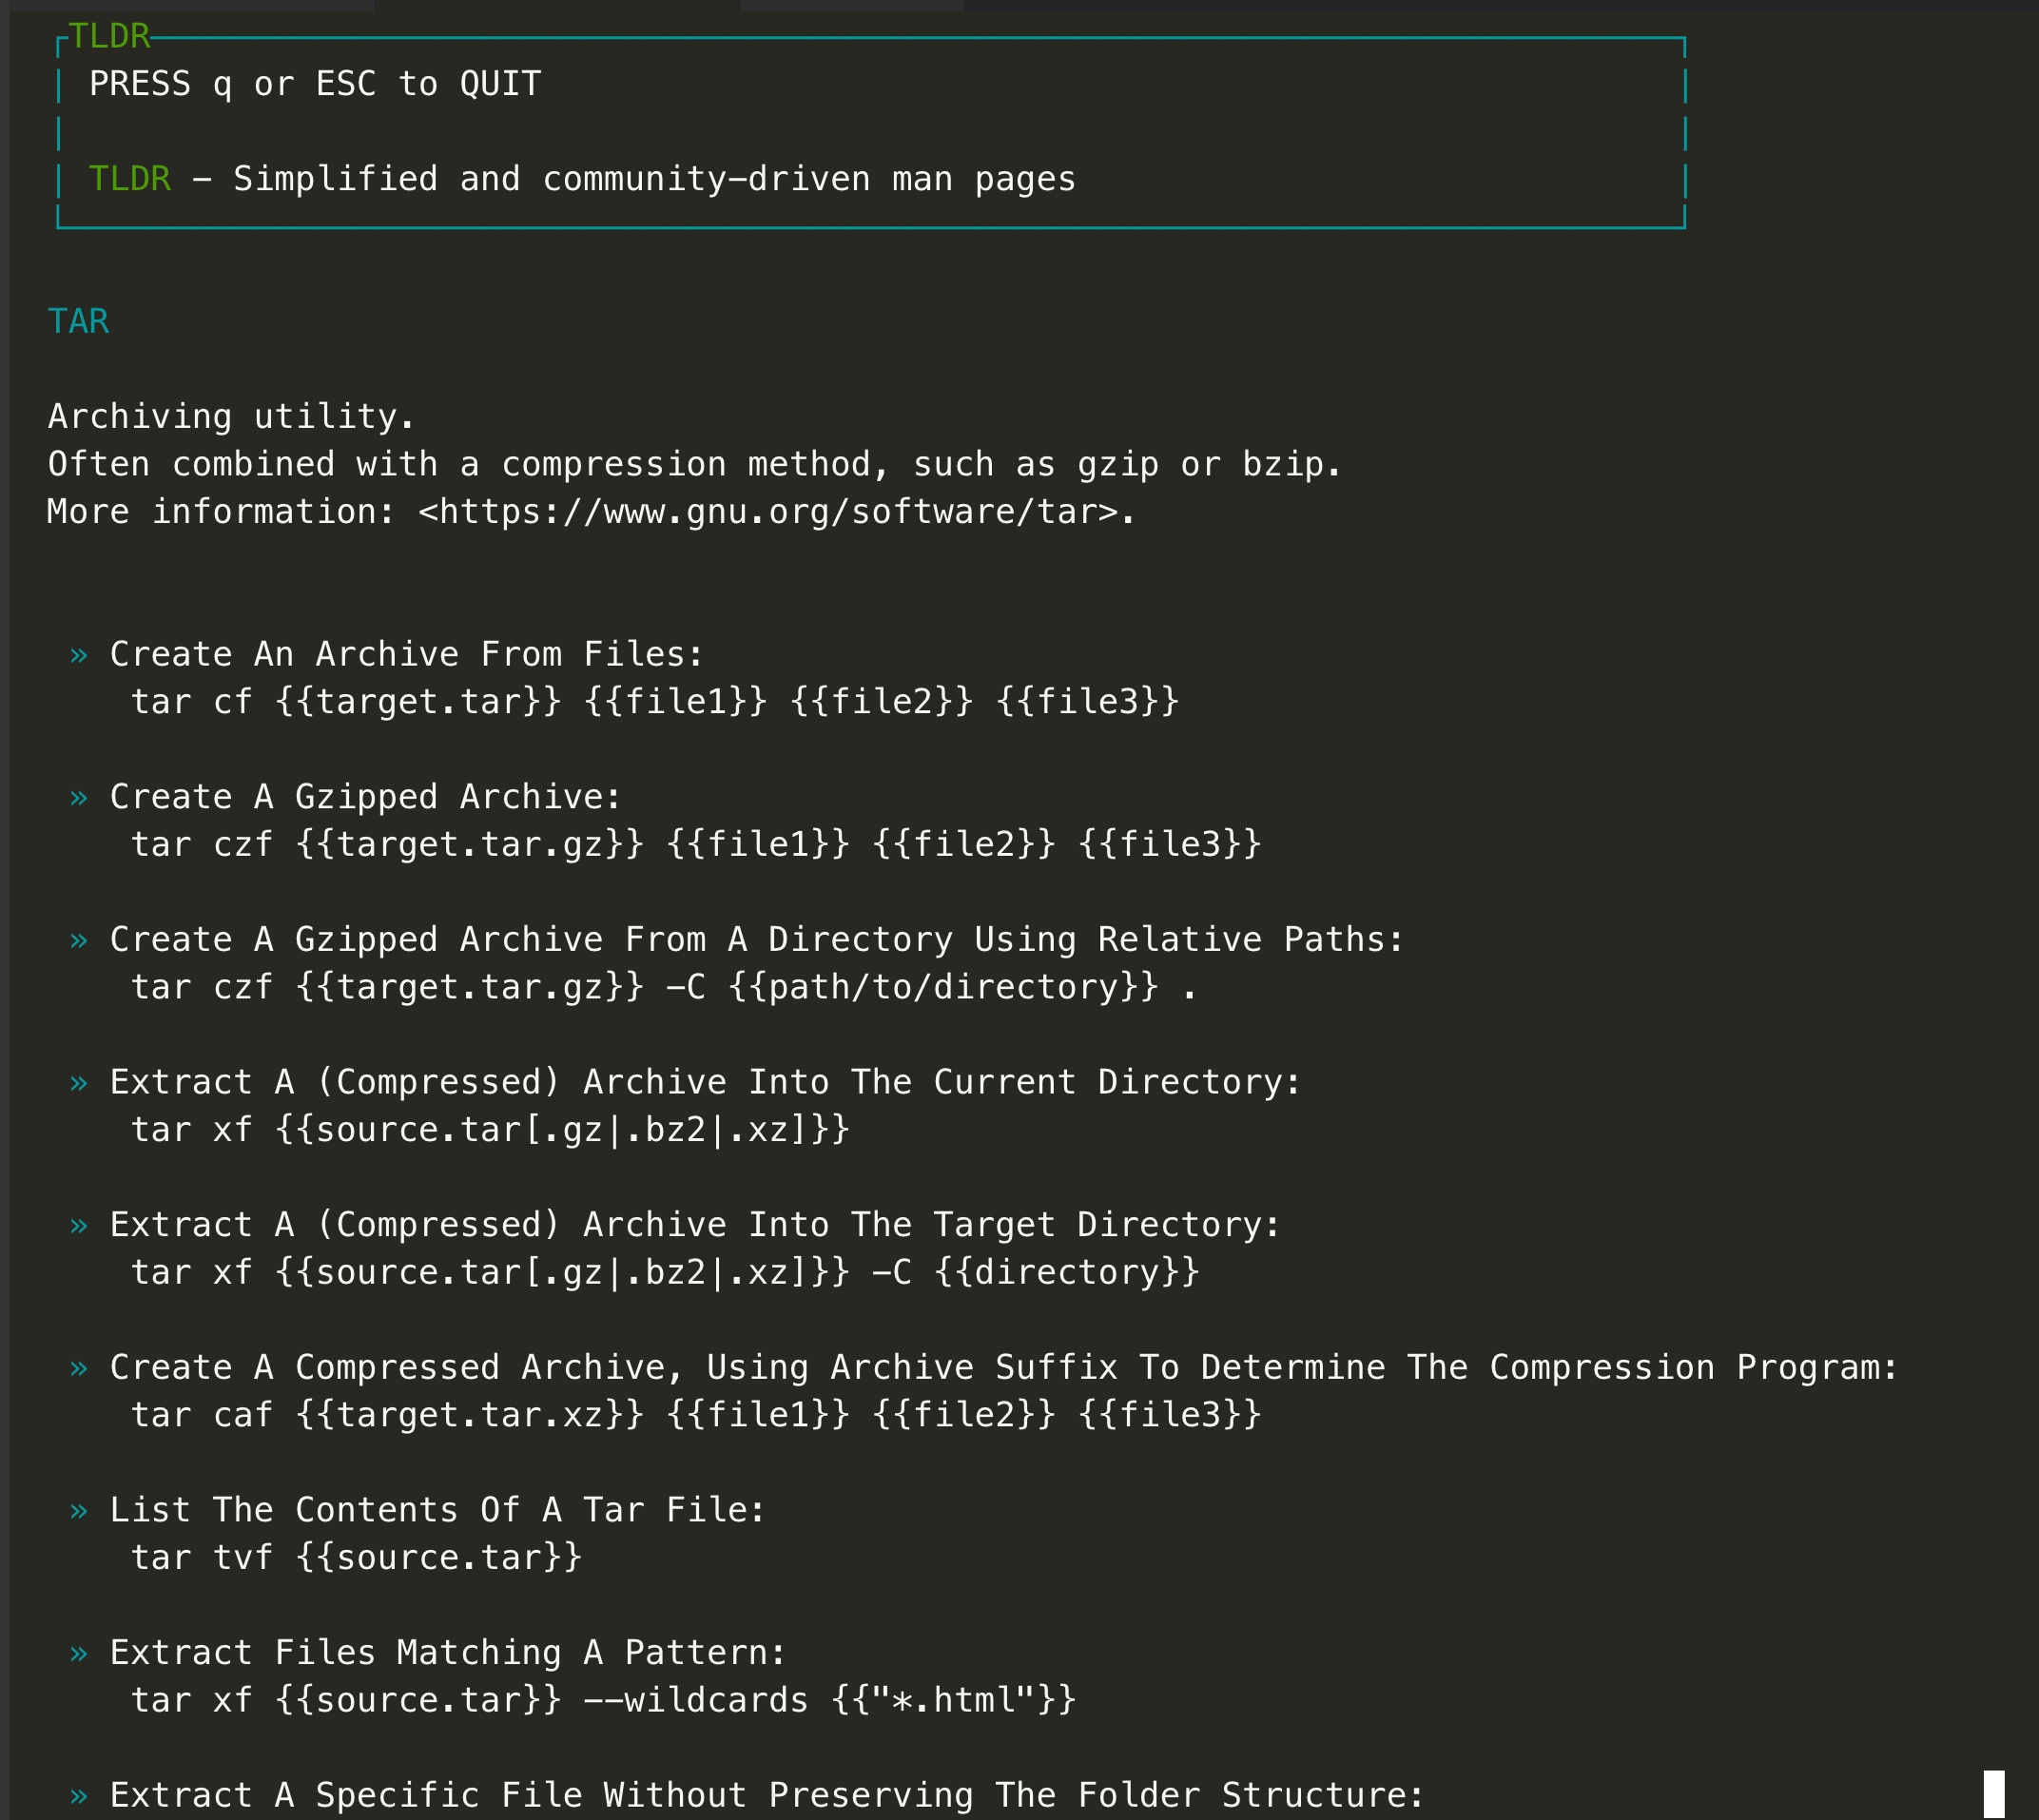 TLDR
PRESS q or ESC to QUIT
TLDR - Simplified and community-driven man pages
TAR
Archiving utility.
Often combined with a compression method, such as gzip or bzip.
More information: <https://www.gnu.org/software/tar>.
» Create An Archive From Files:
tar cf {{target.tar}} {{file1}} {{file2}} {{file3}}
» Create A Gzipped Archive:
tar czf {{target.tar.gz}} {{file1}} {{file2}} {{file3}}
» Create A Gzipped Archive From A Directory Using Relative Paths:
tar czf {{target.tar.gz}} -C {{path/to/directory}} .
» Extract A (Compressed) Archive Into The Current Directory:
tar xf {{source.tar[.gz|.bz2|.xz]}}
» Extract A (Compressed) Archive Into The Target Directory:
tar xf {{source.tar[.gz|.bz2|.xz]}} -C {{directory}}
» Create A Compressed Archive, Using Archive Suffix To Determine The Compression Program:
tar caf {{target.tar.xz}} {{file1}} {{file2}} {{file3}}
» List The Contents Of A Tar File:
tar tvf {{source.tar}}
» Extract Files Matching A Pattern:
tar xf {{source.tar}} --wildcards {{"*.html"}}
» Extract A Specific File Without Preserving The Folder Structure: